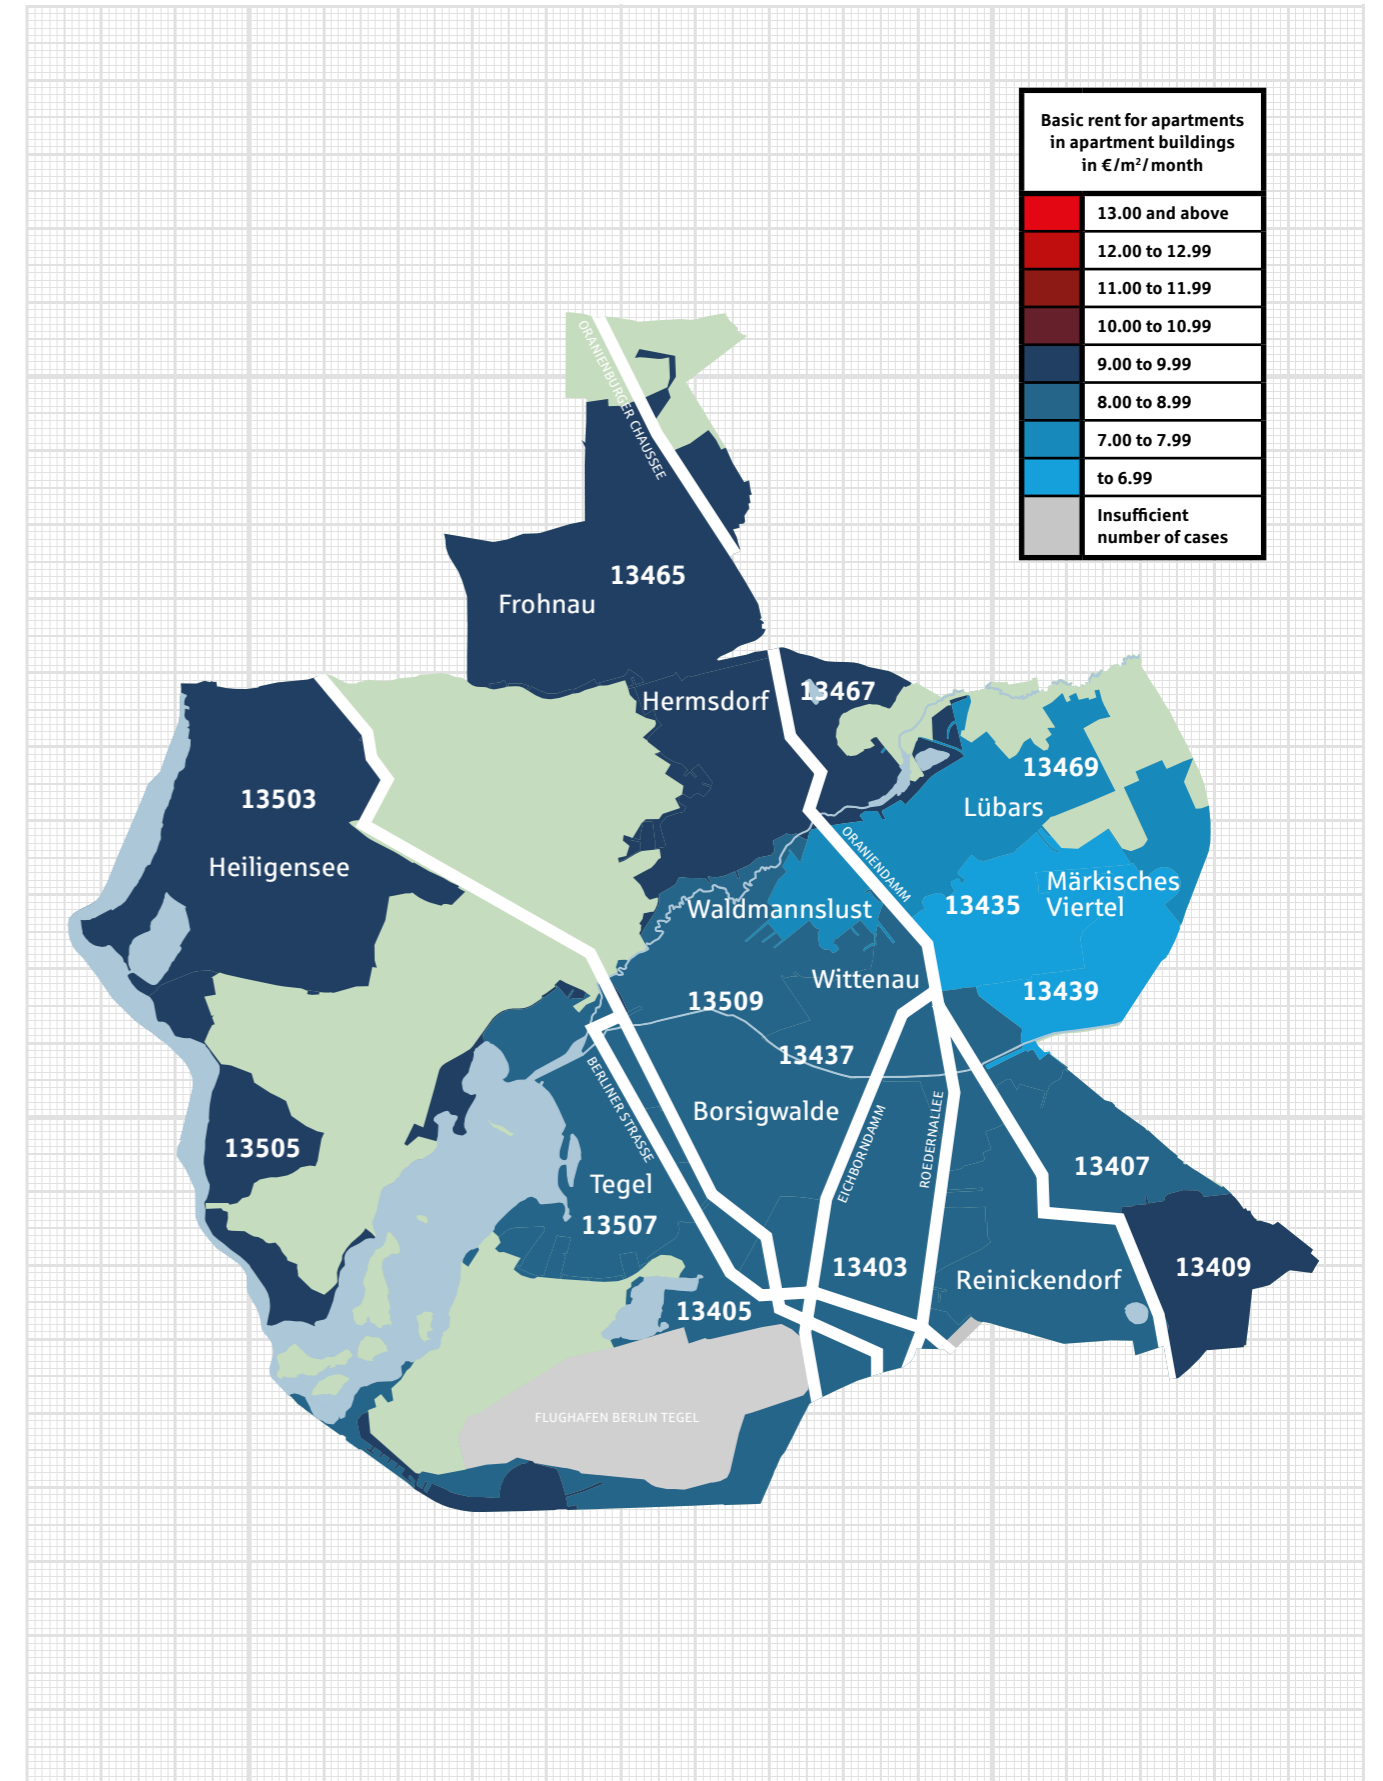 Basic rent for apartments
in apartment buildings
in €/m²/month
13.00 and above
12.00 to 12.99
11.00 to 11.99
10.00 to 10.99
9.00 to 9.99
8.00 to 8.99
7.00 to 7.99
to 6.99
Insufficient
number of cases
ORANIENBURGER CHAUSSEE
13465
Frohnau
Hermsdorf
13467
13469
13503
Lübars
ORANIENDAMM
Heiligensee
Märkisches
Viertel
13435
Waldmannslust
Wittenau
13439
13509
13437
BERLINER STRASSE
Borsigwalde
EICHBORNDAMM
ROEDERNALLEE
13505
13407
Tegel
13507
13403
13409
Reinickendorf
13405
FLUGHAFEN BERLIN TEGEL